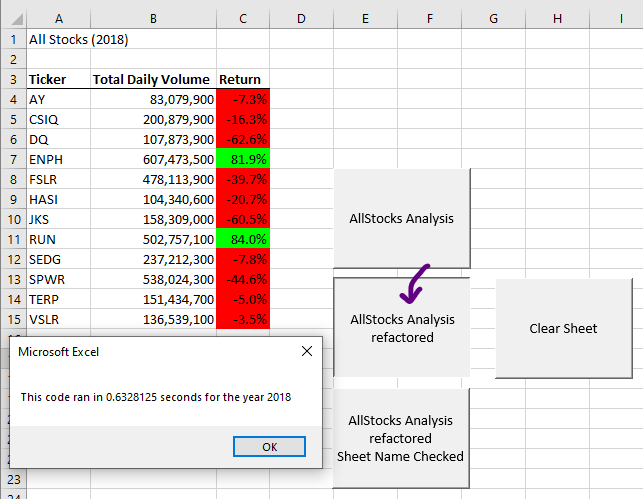 A B C D E F G H I
1 All Stocks (2018)
2
3 Ticker Total Daily Volume Return
4 AY 83,079,900 -7.3%
5 CSIQ 200,879,900 -16.3%
6 DQ 107,873,900 -62.6%
7 ENPH 607,473,500 81.9%
8 FSLR 478,113,900 -39.7%
9 HASI 104,340,600 -20.7%
10 JKS 158,309,000 -60.5%
11 RUN 502,757,100 84.0%
12 SEDG 237,212,300 -7.8%
13 SPWR 538,024,300 -44.6%
14 TERP 151,434,700 -5.0%
15 VSLR 136,539,100 -3.5%
AllStocks Analysis
AllStocks Analysis
refactored
Clear Sheet
AllStocks Analysis
refactored
Sheet Name Checked
Microsoft Excel
This code ran in 0.6328125 seconds for the year 2018
OK
23